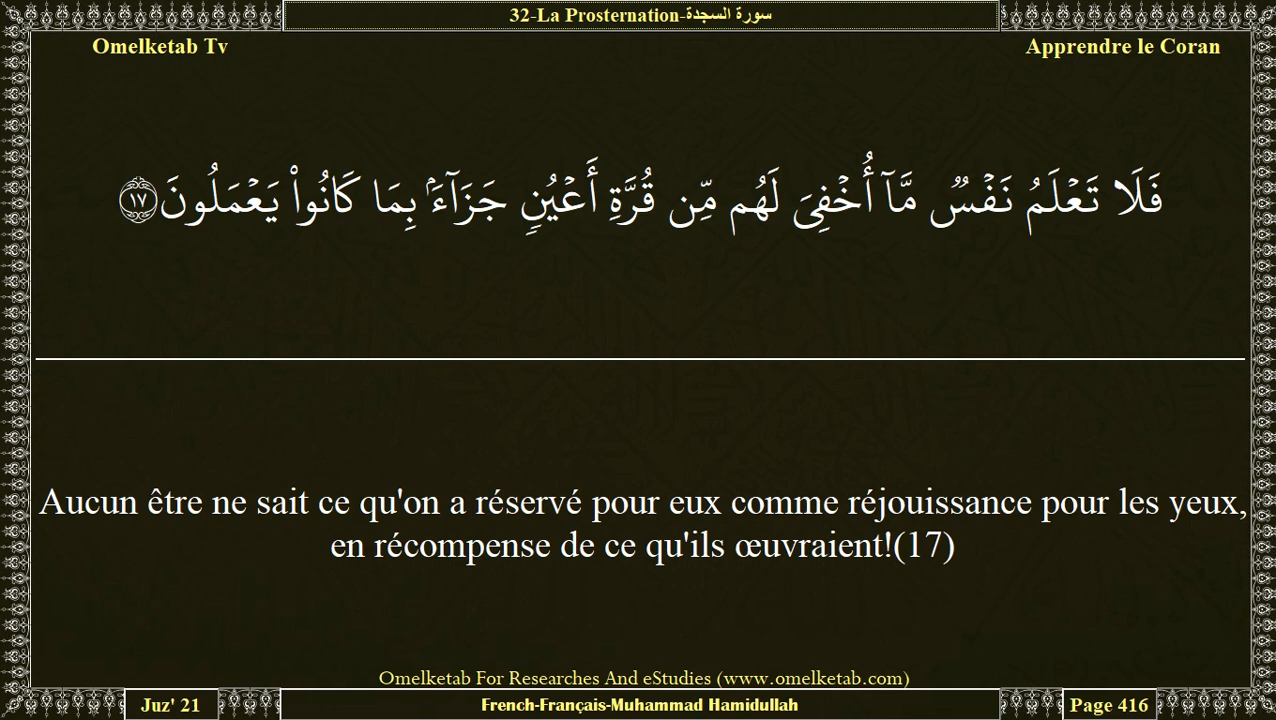 32-La Prosternation-سورة السجدة
Omelketab Tv
Apprendre le Coran
فَلَا تَعۡلَمُ نَفۡسٞ مَّآ أُخۡفِيَ لَهُم مِّن قُرَّةِ أَعۡيُنٖ جَزَآءَۢ بِمَا كَانُواْ يَعۡمَلُونَ ١٧
Aucun être ne sait ce qu'on a réservé pour eux comme réjouissance pour les yeux,
en récompense de ce qu'ils œuvraient!(17)
Omelketab For Researches And eStudies (www.omelketab.com)
Juz' 21
French-Français-Muhammad Hamidullah
Page 416